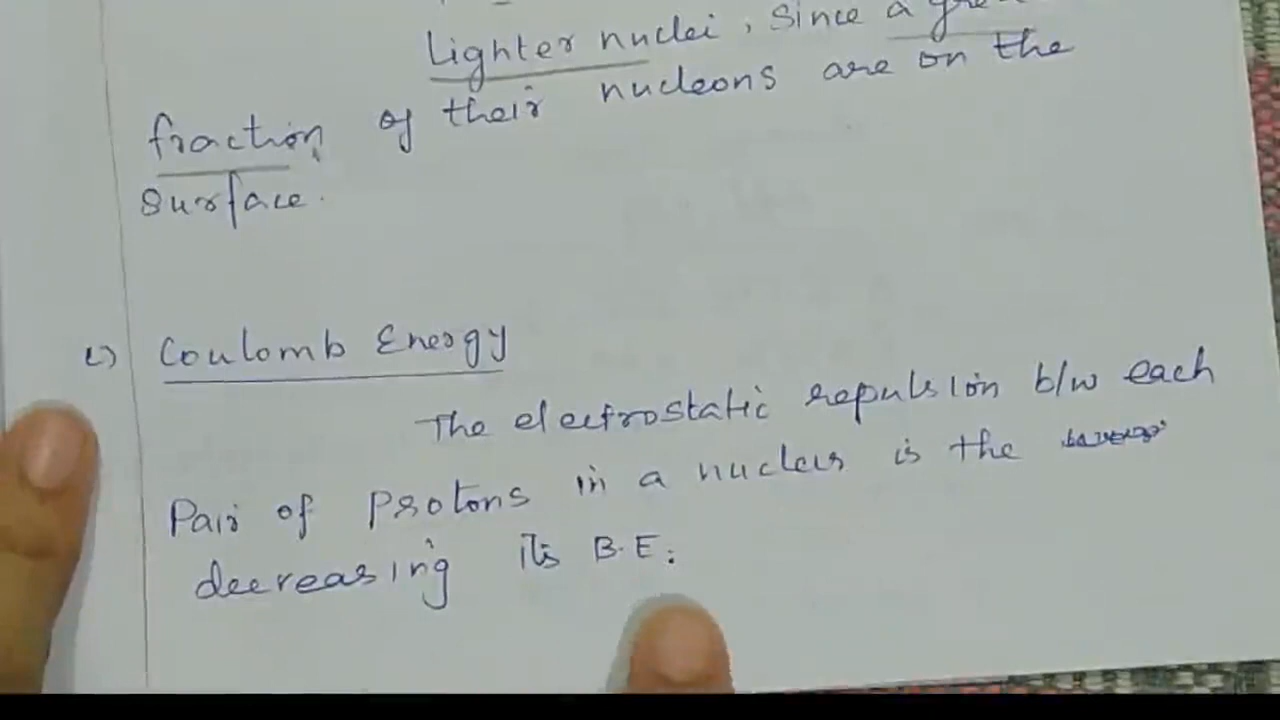 Lighter nuclei, since a gre
fraction of their nucleons are on the
surface.
c) Coulomb Energy
The electrostatic repulsion b/w each
Pair of protons in a nucleus is the
decreasing its B.E.